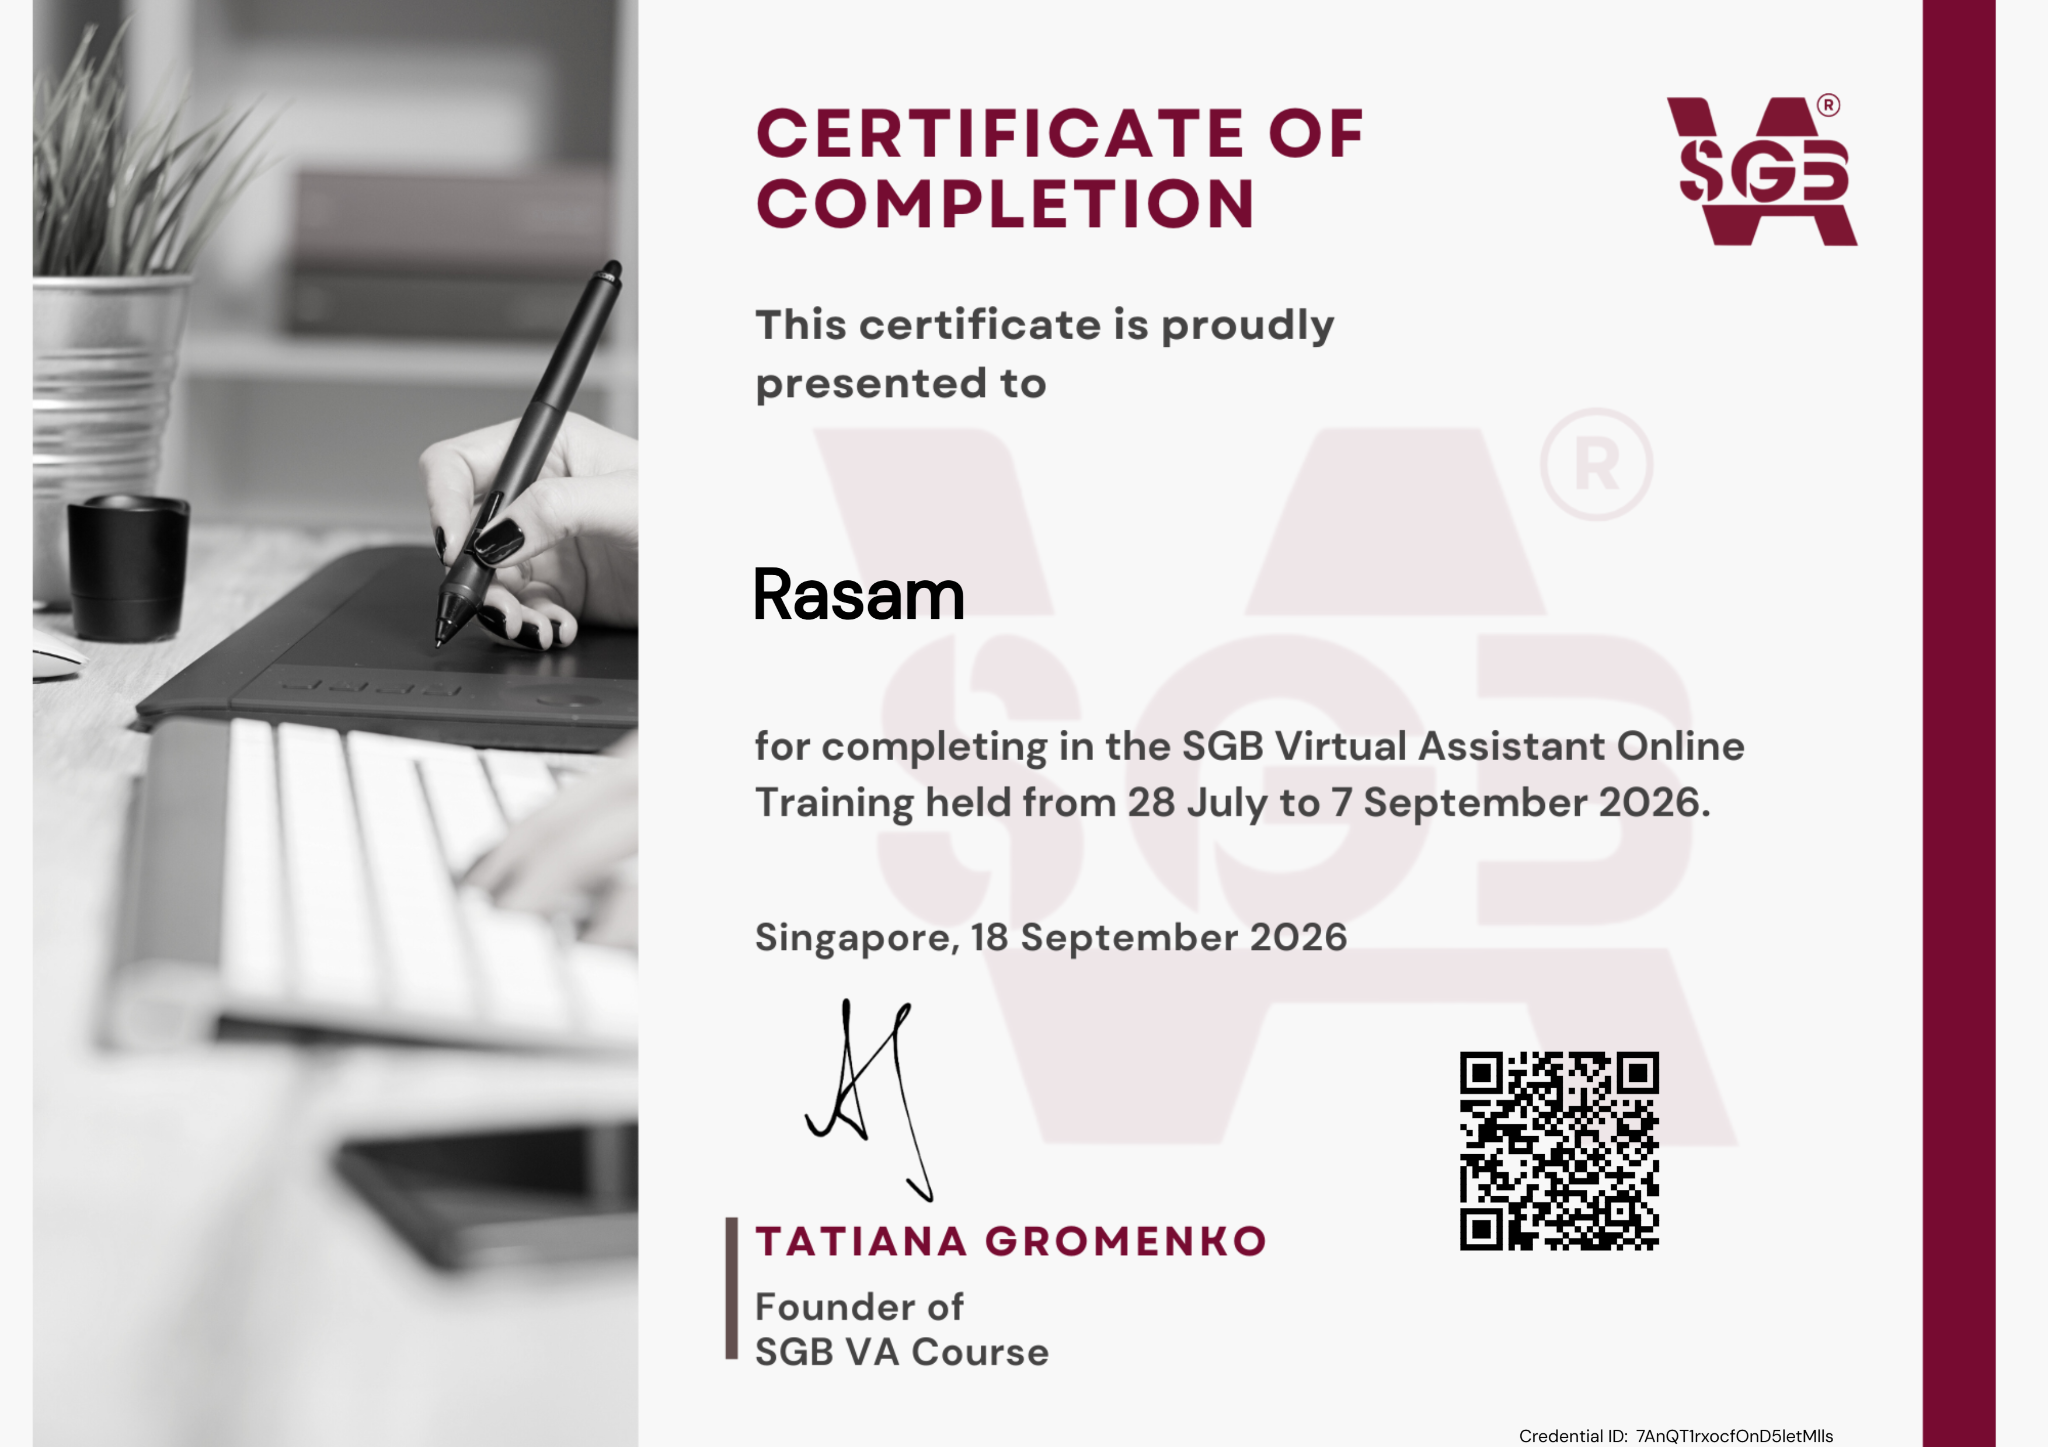 CERTIFICATE OF
COMPLETION
VA®
SGB
VA
This certificate is proudly
presented to
Rasam
for completing in the SGB Virtual Assistant Online
Training held from 28 July to 7 September 2026.
Singapore, 18 September 2026
TATIANA GROMENKO
Founder of
SGB VA Course
Credential ID: 7AnQT1rxocfOnD5letMlls